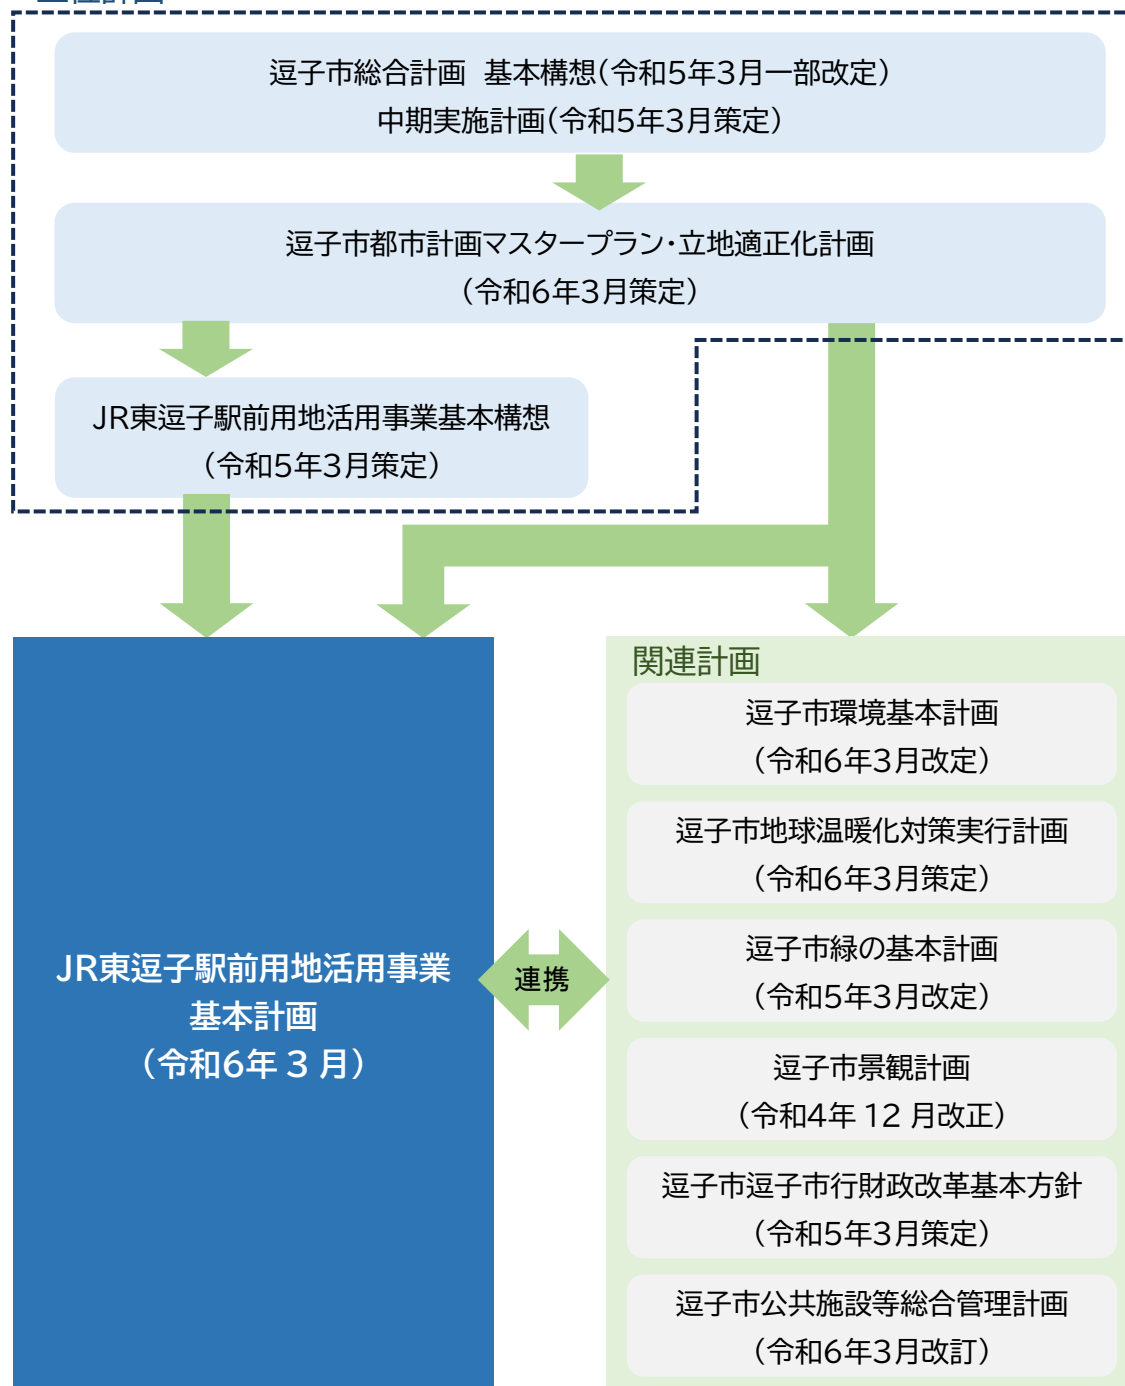 逗子市総合計画 基本構想(令和5年3月一部改定)
中期実施計画(令和5年3月策定)
逗子市都市計画マスタープラン・立地適正化計画
(令和6年3月策定)
JR東逗子駅前用地活用事業基本構想
(令和5年3月策定)
JR東逗子駅前用地活用事業
基本計画
(令和6年 3 月)
連携
関連計画
逗子市環境基本計画
(令和6年3月改定)
逗子市地球温暖化対策実行計画
(令和6年3月策定)
逗子市緑の基本計画
(令和5年3月改定)
逗子市景観計画
(令和4年 12 月改正)
逗子市逗子市行財政改革基本方針
(令和5年3月策定)
逗子市公共施設等総合管理計画
(令和6年3月改訂)